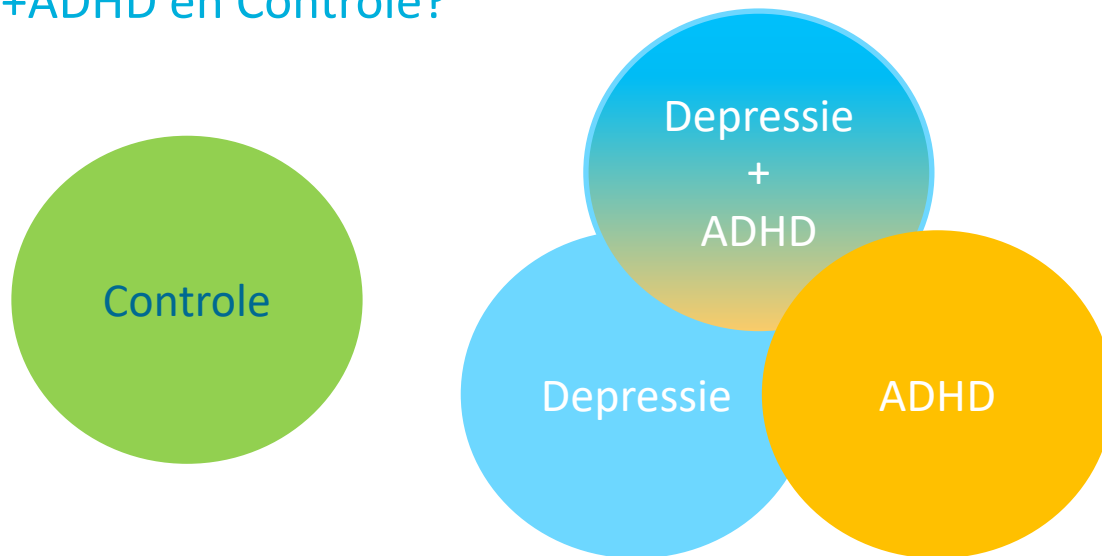 +ADHD en Controle?
Depressie
+
ADHD
Controle
Depressie
ADHD